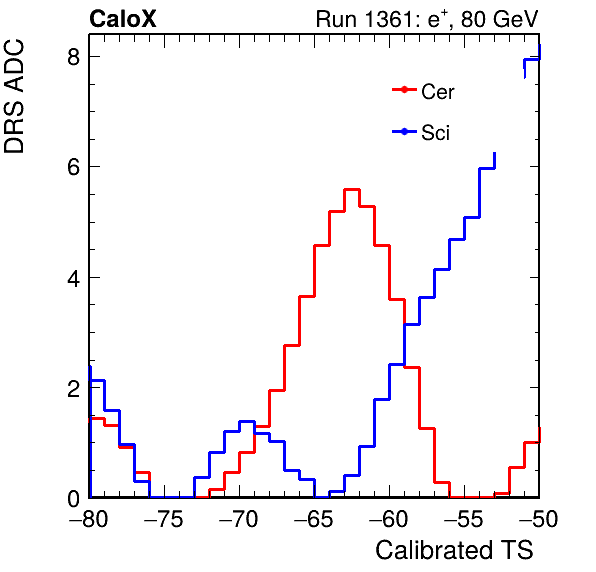 CaloX Run 1361: e⁺, 80 GeV
DRS ADC
8
Cer
Sci
6
4
2
0
−80 −75 −70 −65 −60 −55 −50
Calibrated TS